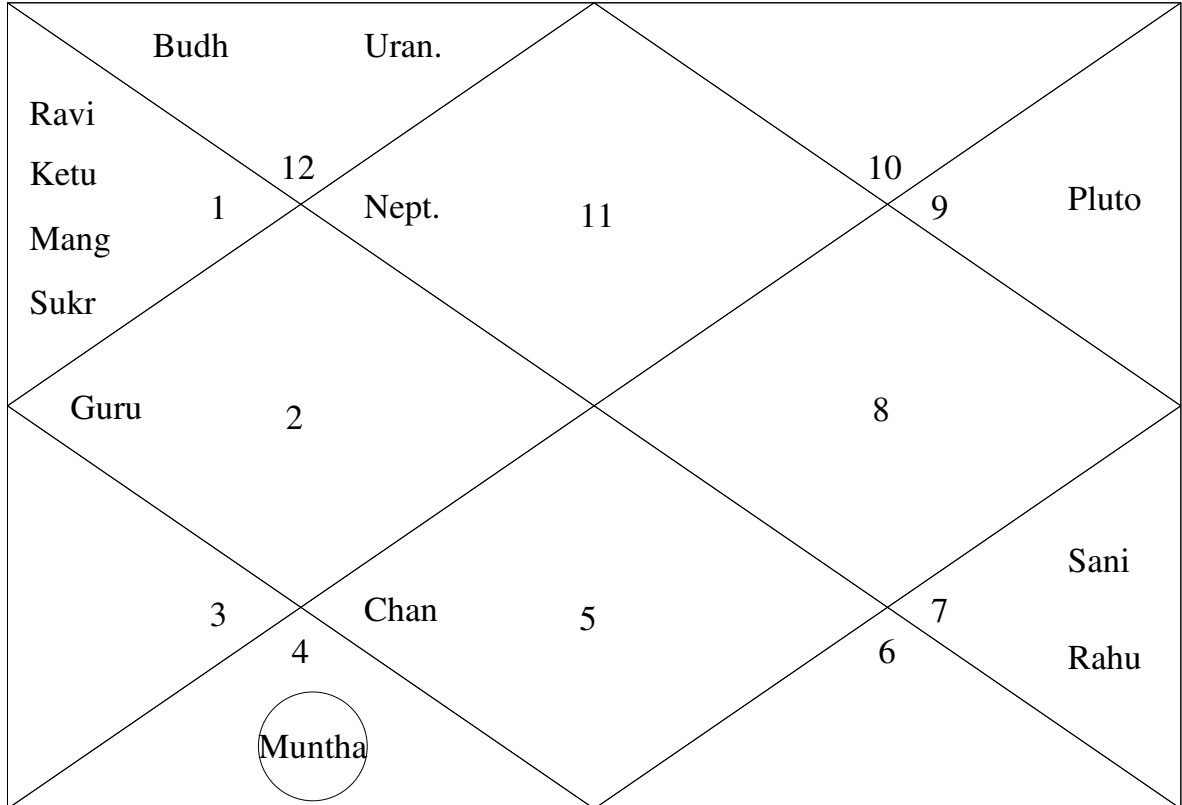 Budh Uran.
Ravi
12 10
Ketu
1 Nept. 11 9 Pluto
Mang
Sukr
Guru 2 8
Sani
3 Chan 5 7
4 6 Rahu
Muntha